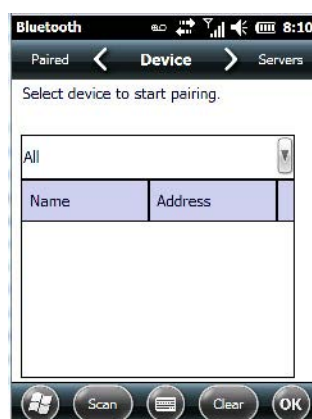 Bluetooth 8:10
Paired Device Servers
Select device to start pairing.
All
Name Address
Scan Clear OK